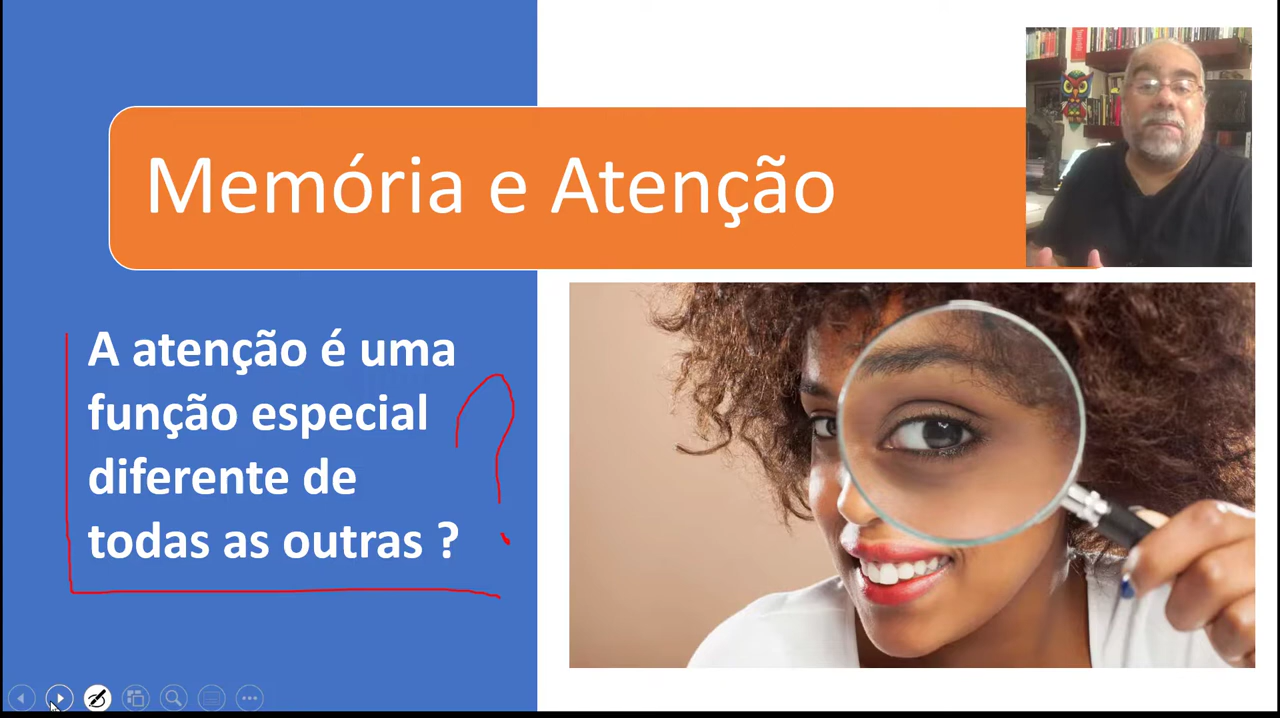 Memória e Atenção
A atenção é uma
função especial
diferente de
todas as outras ?
?